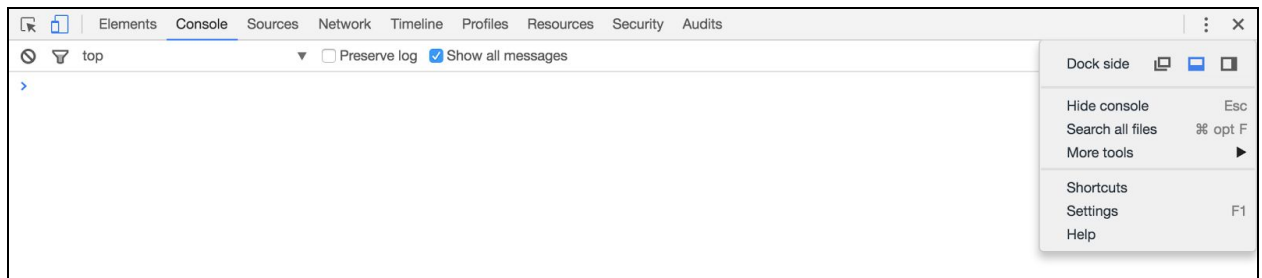 Elements Console Sources Network Timeline Profiles Resources Security Audits
top Preserve log Show all messages
Dock side
Hide console Esc
Search all files ⌘ opt F
More tools
Shortcuts
Settings F1
Help